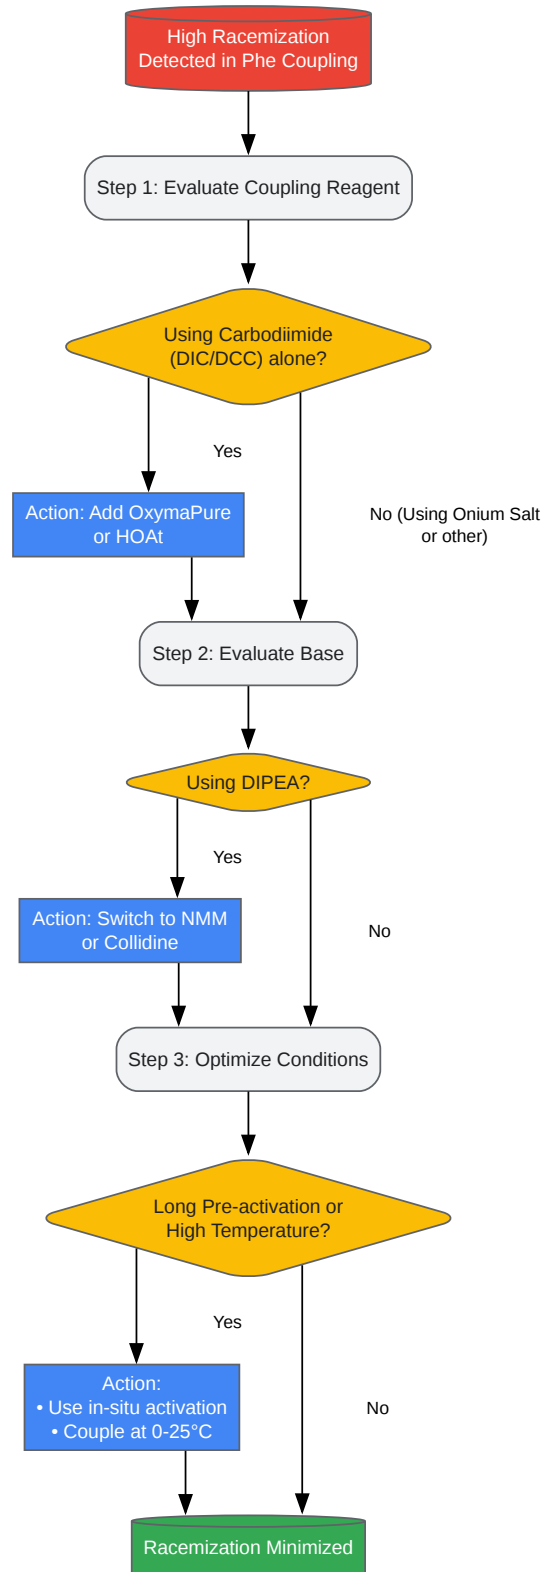 High Racemization
Detected in Phe Coupling
Step 1: Evaluate Coupling Reagent
Using Carbodiimide
(DIC/DCC) alone?
Yes
Action: Add OxymaPure
or HOAt
No (Using Onium Salt
or other)
Step 2: Evaluate Base
Using DIPEA?
Yes
Action: Switch to NMM
or Collidine
No
Step 3: Optimize Conditions
Long Pre-activation or
High Temperature?
Yes
Action:
• Use in-situ activation
• Couple at 0-25°C
No
Racemization Minimized